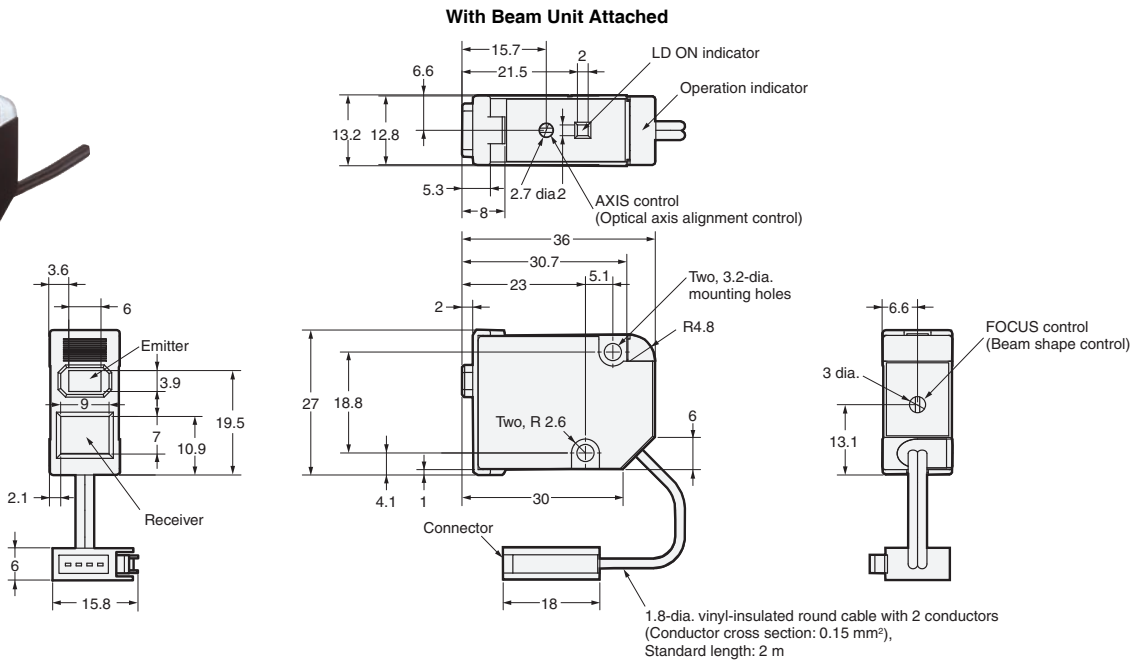 With Beam Unit Attached
15.7
2
LD ON indicator
6.6
21.5
Operation indicator
13.2 12.8
5.3
2.7 dia.
2
AXIS control
(Optical axis alignment control)
8
36
30.7
5.1
23
Two, 3.2-dia.
mounting holes
2
R4.8
3.6
6
Emitter
3.9
9
19.5
7
10.9
2.1
Receiver
6
15.8
27
18.8
Two, R 2.6
6
4.1
1
30
Connector
18
6.6
FOCUS control
(Beam shape control)
3 dia.
13.1
1.8-dia. vinyl-insulated round cable with 2 conductors
(Conductor cross section: 0.15 mm²),
Standard length: 2 m